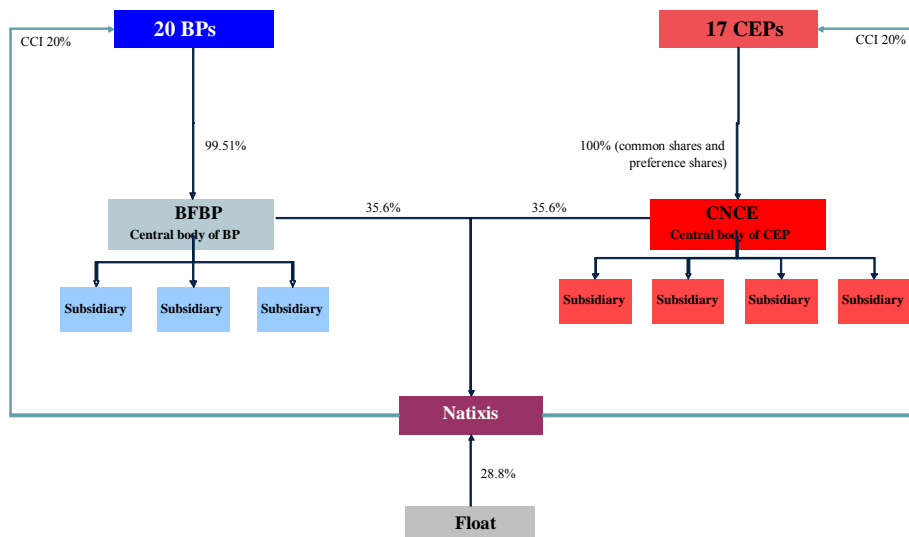 20 BPs
17 CEPs
CCI 20%
CCI 20%
99.51%
100% (common shares and
preference shares)
BFBP
Central body of BP
35.6%
35.6%
CNCE
Central body of CEP
Subsidiary
Subsidiary
Subsidiary
Subsidiary
Subsidiary
Subsidiary
Subsidiary
Natixis
28.8%
Float